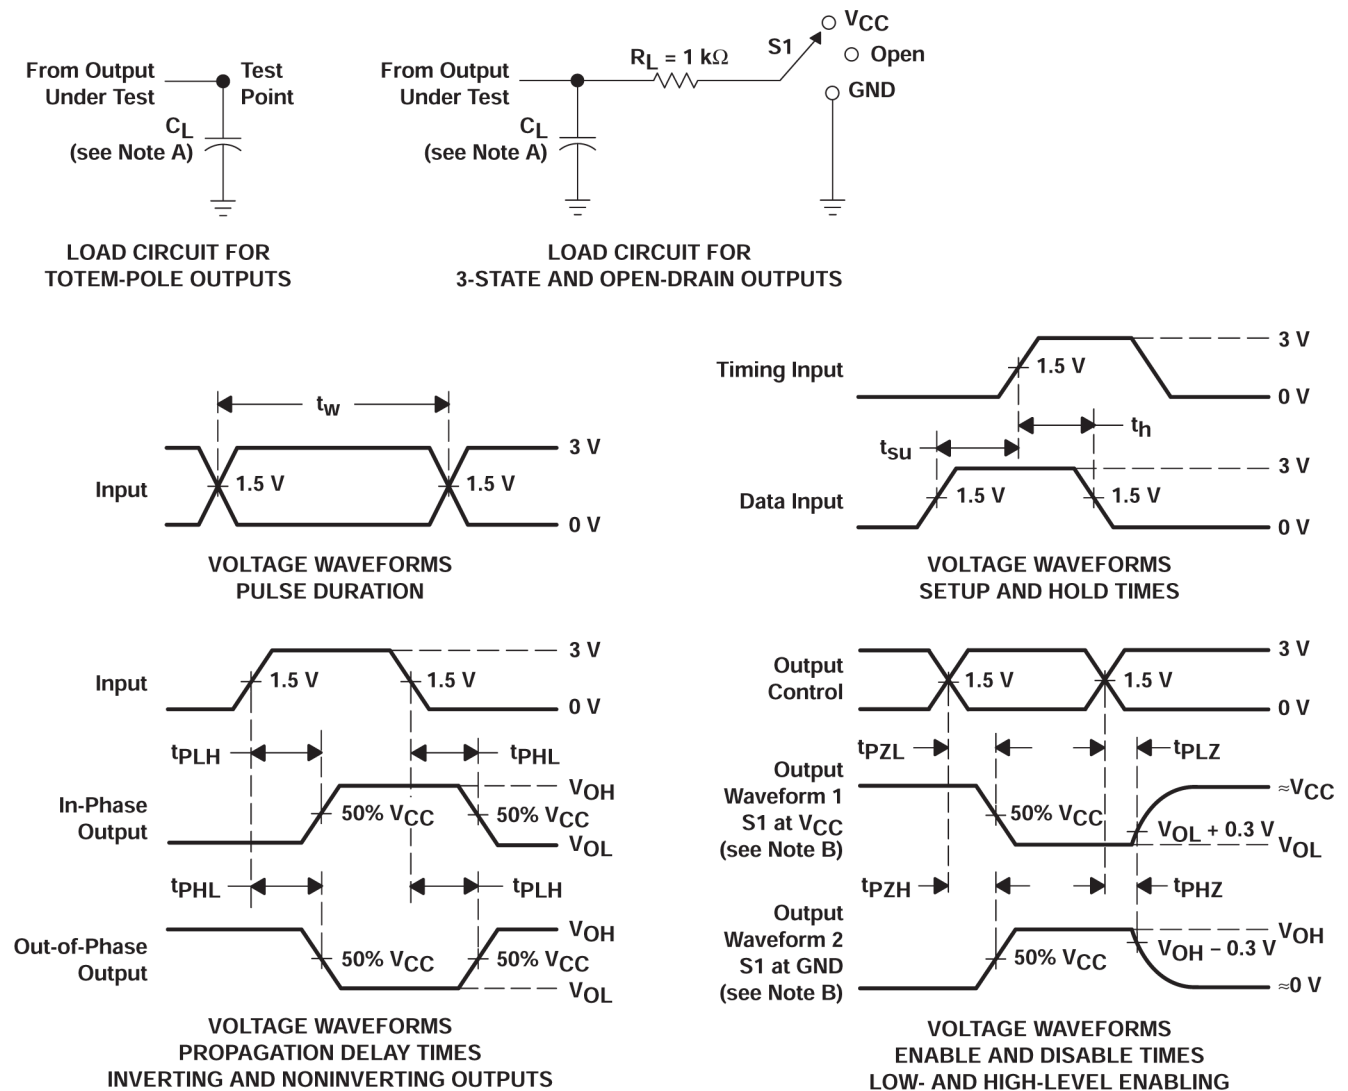 From Output
Under Test
Test
Point
CL
(see Note A)
LOAD CIRCUIT FOR
TOTEM-POLE OUTPUTS
From Output
Under Test
RL = 1 kΩ
S1
VCC
Open
GND
CL
(see Note A)
LOAD CIRCUIT FOR
3-STATE AND OPEN-DRAIN OUTPUTS
tw
Input
1.5 V
1.5 V
3 V
0 V
VOLTAGE WAVEFORMS
PULSE DURATION
Timing Input
1.5 V
3 V
0 V
th
tsu
Data Input
1.5 V
1.5 V
3 V
0 V
VOLTAGE WAVEFORMS
SETUP AND HOLD TIMES
Input
1.5 V
1.5 V
3 V
0 V
tPLH
tPHL
In-Phase
Output
50% VCC
50% VCC
VOH
VOL
tPHL
tPLH
Out-of-Phase
Output
50% VCC
50% VCC
VOH
VOL
VOLTAGE WAVEFORMS
PROPAGATION DELAY TIMES
INVERTING AND NONINVERTING OUTPUTS
Output
Control
1.5 V
1.5 V
3 V
0 V
tPZL
tPLZ
Output
Waveform 1
S1 at VCC
(see Note B)
50% VCC
VOL + 0.3 V
≈VCC
VOL
tPZH
tPHZ
Output
Waveform 2
S1 at GND
(see Note B)
50% VCC
VOH – 0.3 V
VOH
≈0 V
VOLTAGE WAVEFORMS
ENABLE AND DISABLE TIMES
LOW- AND HIGH-LEVEL ENABLING